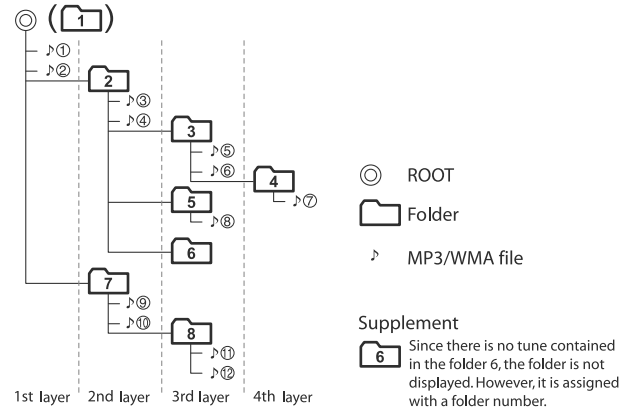 ( 1 )
♪①
♪②
2
♪③
♪④
3
♪⑤
♪⑥
4
♪⑦
5
♪⑧
6
7
♪⑨
♪⑩
8
♪⑪
♪⑫
1st layer 2nd layer 3rd layer 4th layer
ROOT
Folder
♪ MP3/WMA file
Supplement
6 Since there is no tune contained
in the folder 6, the folder is not
displayed. However, it is assigned
with a folder number.